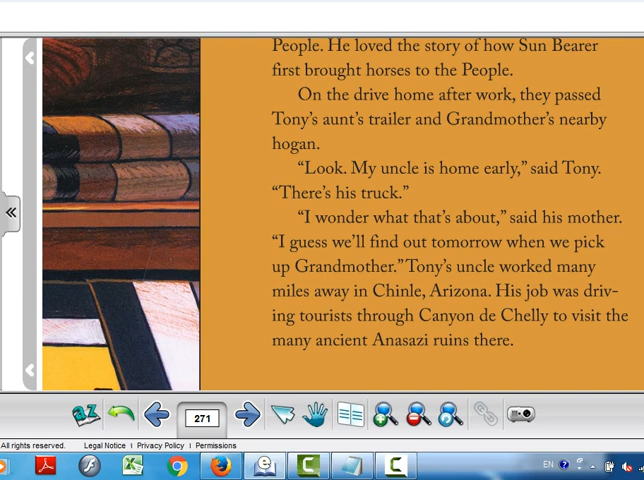 People. He loved the story of how Sun Bearer
first brought horses to the People.
On the drive home after work, they passed
Tony's aunt's trailer and Grandmother's nearby
hogan.
“Look. My uncle is home early,” said Tony.
“There's his truck.”
“I wonder what that's about,” said his mother.
“I guess we'll find out tomorrow when we pick
up Grandmother.” Tony's uncle worked many
miles away in Chinle, Arizona. His job was driv-
ing tourists through Canyon de Chelly to visit the
many ancient Anasazi ruins there.
az 271
All rights reserved. Legal Notice | Privacy Policy | Permissions
EN